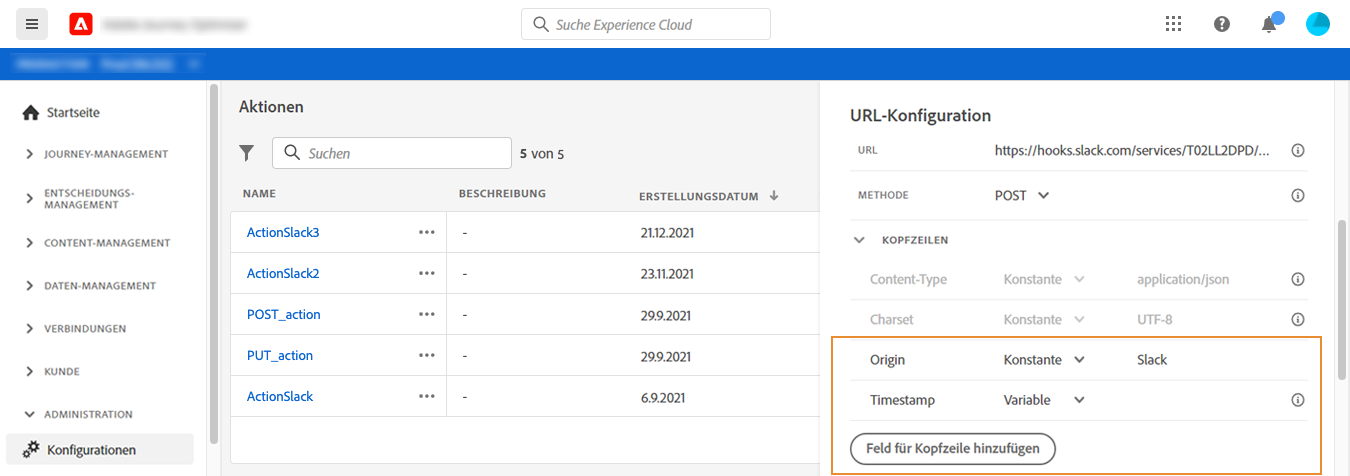 Suche Experience Cloud
Startseite
JOURNEY-MANAGEMENT
ENTSCHEIDUNGS-
MANAGEMENT
CONTENT-MANAGEMENT
DATEN-MANAGEMENT
VERBINDUNGEN
KUNDE
ADMINISTRATION
Konfigurationen
Aktionen
Suchen
5 von 5
NAME BESCHREIBUNG ERSTELLUNGSDATUM
ActionSlack3 ••• - 21.12.2021
ActionSlack2 ••• - 23.11.2021
POST_action ••• - 29.9.2021
PUT_action ••• - 29.9.2021
ActionSlack ••• - 6.9.2021
URL-Konfiguration
URL https://hooks.slack.com/services/T02LL2DPD/...
METHODE POST
KOPFZEILEN
Content-Type Konstante application/json
Charset Konstante UTF-8
Origin Konstante Slack
Timestamp Variable
Feld für Kopfzeile hinzufügen